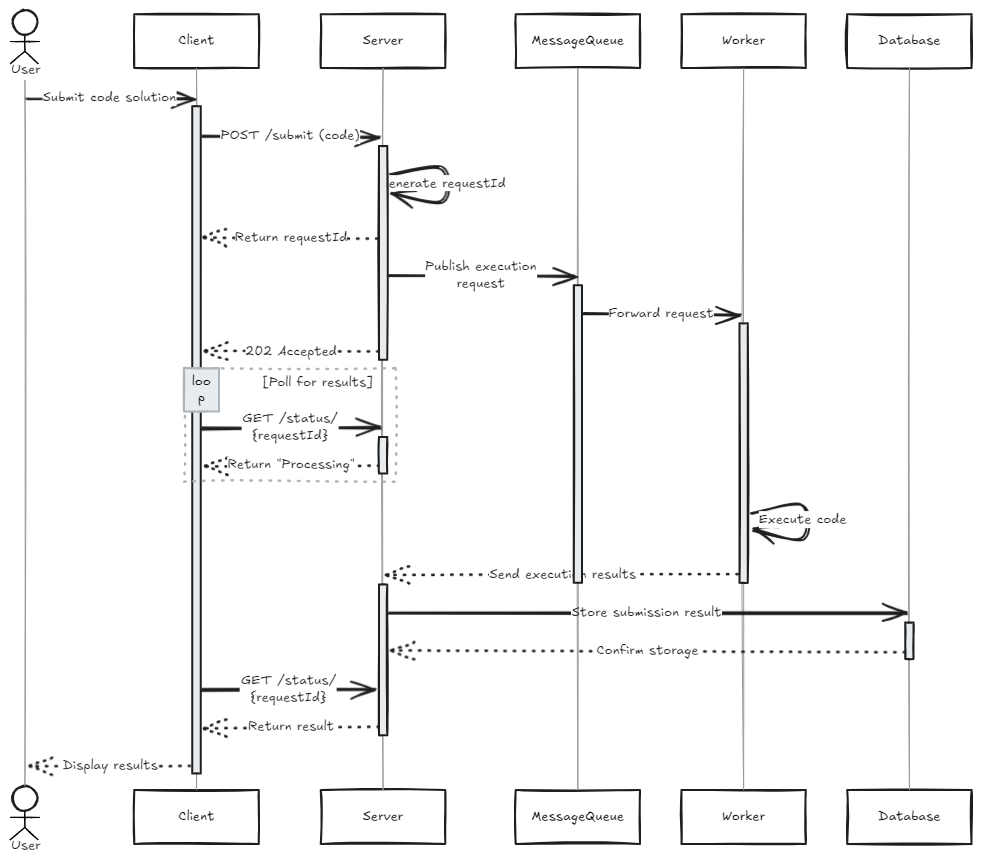 User
Client
Server
MessageQueue
Worker
Database
Submit code solution
POST /submit (code)
enerate requestId
Return requestId
Publish execution
request
Forward request
202 Accepted
loo
p
[Poll for results]
GET /status/
{requestId}
Return "Processing"
Execute code
Send execution results
Store submission result
Confirm storage
GET /status/
{requestId}
Return result
Display results
User
Client
Server
MessageQueue
Worker
Database